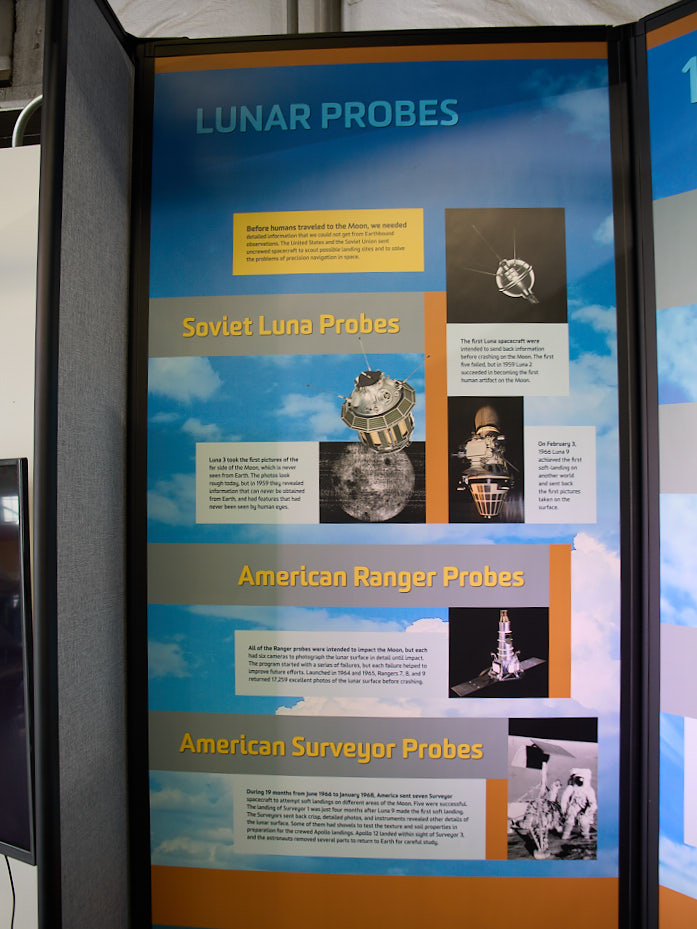 LUNAR PROBES
1
Before humans traveled to the Moon, we needed
detailed information that we could not get from Earthbound
observations. The United States and the Soviet Union sent
uncrewed spacecraft to scout possible landing sites and to solve
the problems of precision navigation in space.
Soviet Luna Probes
The first Luna spacecraft were
intended to send back information
before crashing on the Moon. The first
five failed, but in 1959 Luna 2
succeeded in becoming the first
human artifact on the Moon.
Luna 3 took the first pictures of the
far side of the Moon, which is never
seen from Earth. The photos look
rough today, but in 1959 they revealed
information that can never be obtained
from Earth, and had features that had
never been seen by human eyes.
On February 3,
1966 Luna 9
achieved the first
soft-landing on
another world
and sent back
the first pictures
taken on the
surface.
American Ranger Probes
All of the Ranger probes were intended to impact the Moon, but each
had six cameras to photograph the lunar surface in detail until impact.
The program started with a series of failures, but each failure helped to
improve future efforts. Launched in 1964 and 1965, Rangers 7, 8, and 9
returned 17,259 excellent photos of the lunar surface before crashing.
American Surveyor Probes
During 19 months from June 1966 to January 1968, America sent seven Surveyor
spacecraft to attempt soft landings on different areas of the Moon. Five were successful.
The landing of Surveyor 1 was just four months after Luna 9 made the first soft landing.
The Surveyors sent back crisp, detailed photos, and instruments revealed other details of
the lunar surface. Some of them had shovels to test the texture and soil properties in
preparation for the crewed Apollo landings. Apollo 12 landed within sight of Surveyor 3,
and the astronauts removed several parts to return to Earth for careful study.